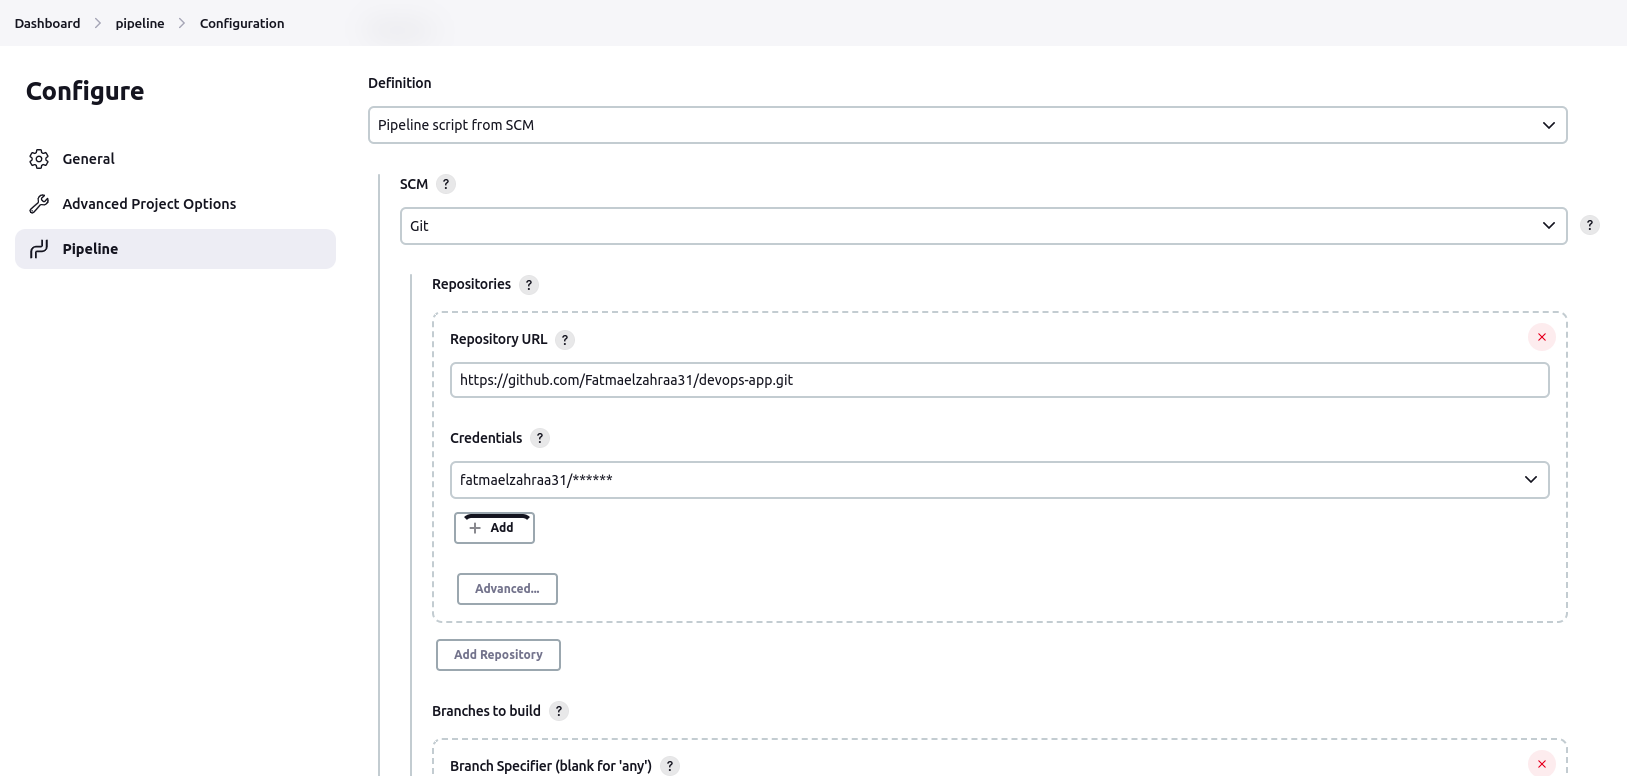 Dashboard > pipeline > Configuration
Configure
General
Advanced Project Options
Pipeline
Definition
Pipeline script from SCM
SCM ?
Git
?
Repositories ?
Repository URL ?
https://github.com/Fatmaelzahraa31/devops-app.git
Credentials ?
fatmaelzahraa31/******
+ Add
Advanced...
Add Repository
Branches to build ?
Branch Specifier (blank for 'any') ?